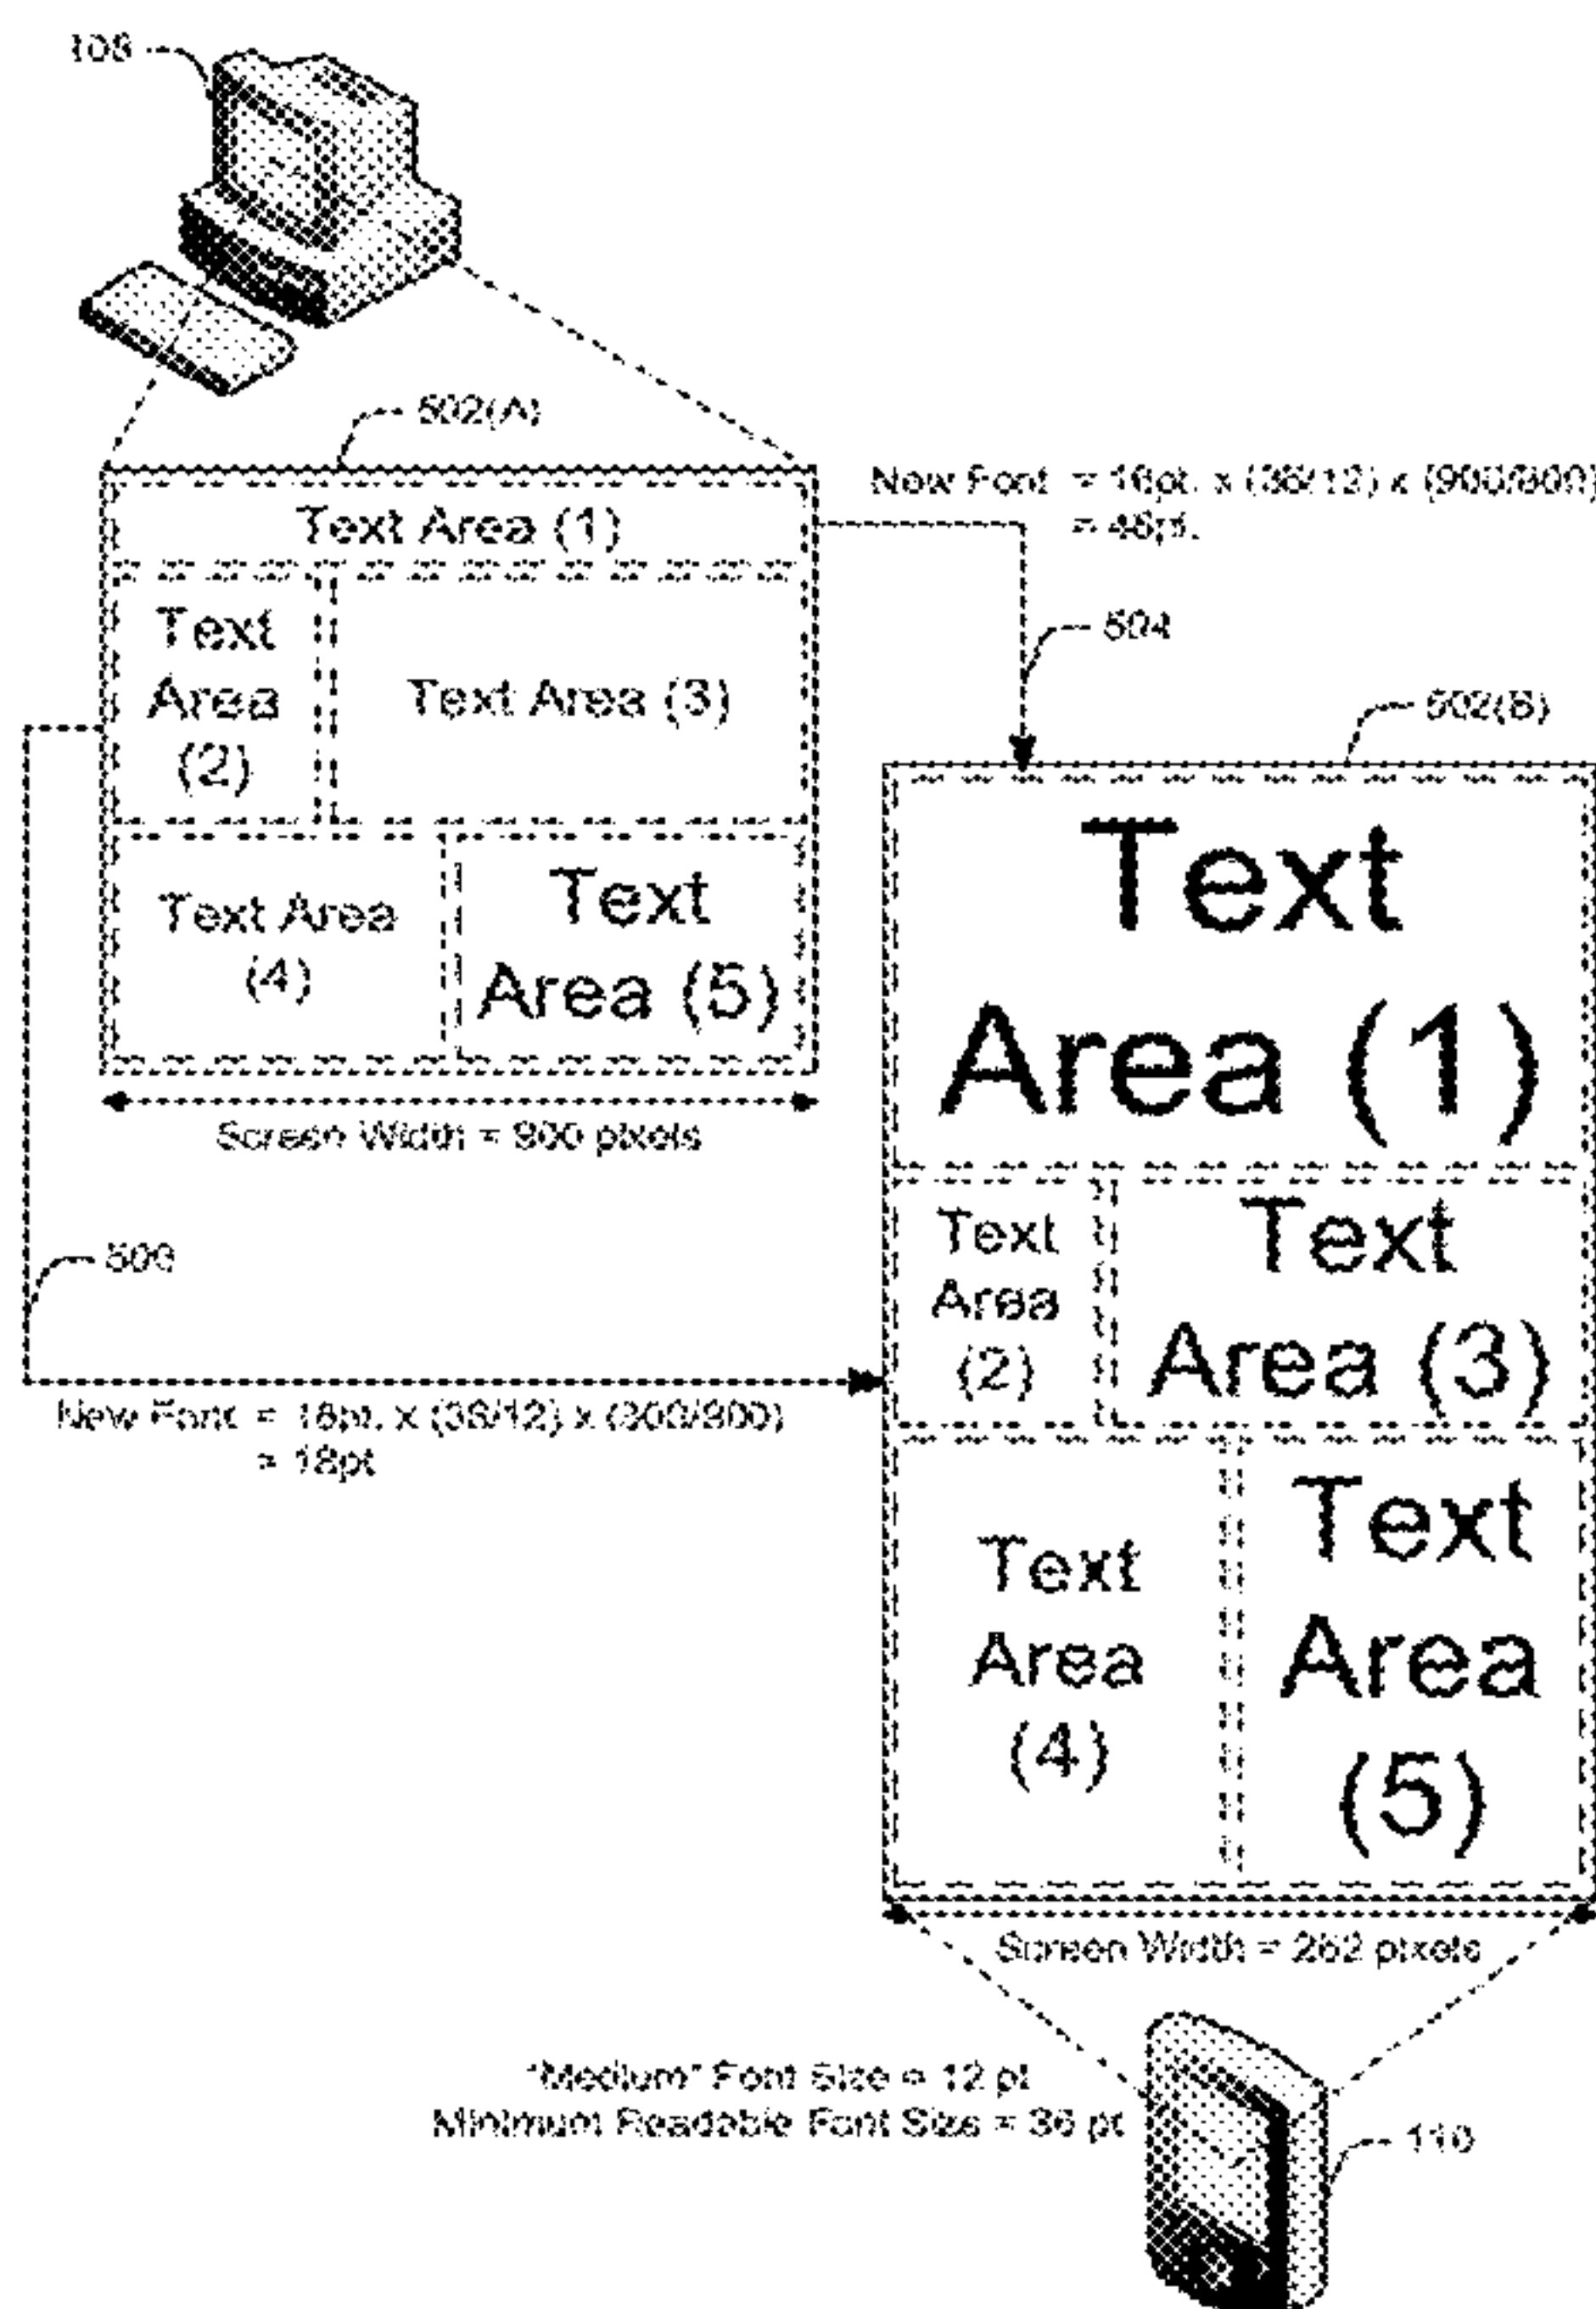 108
502(A)
New Font = 16pt. x (36/12) x (900/900)
= 48pt.
Text Area (1)
Text
Area
(2)
Text Area (3)
504
502(B)
Text Area
(4)
Text
Area (5)
Screen Width = 900 pixels
Text
Area (1)
Text
Area
(2)
Text
Area (3)
New Font = x (36/12) x (300/900)
= 18pt
Text
Area
(4)
Text
Area
(5)
Screen Width = 262 pixels
"Medium" Font Size = 12 pt
Minimum Readable Font Size = 36 pt
110